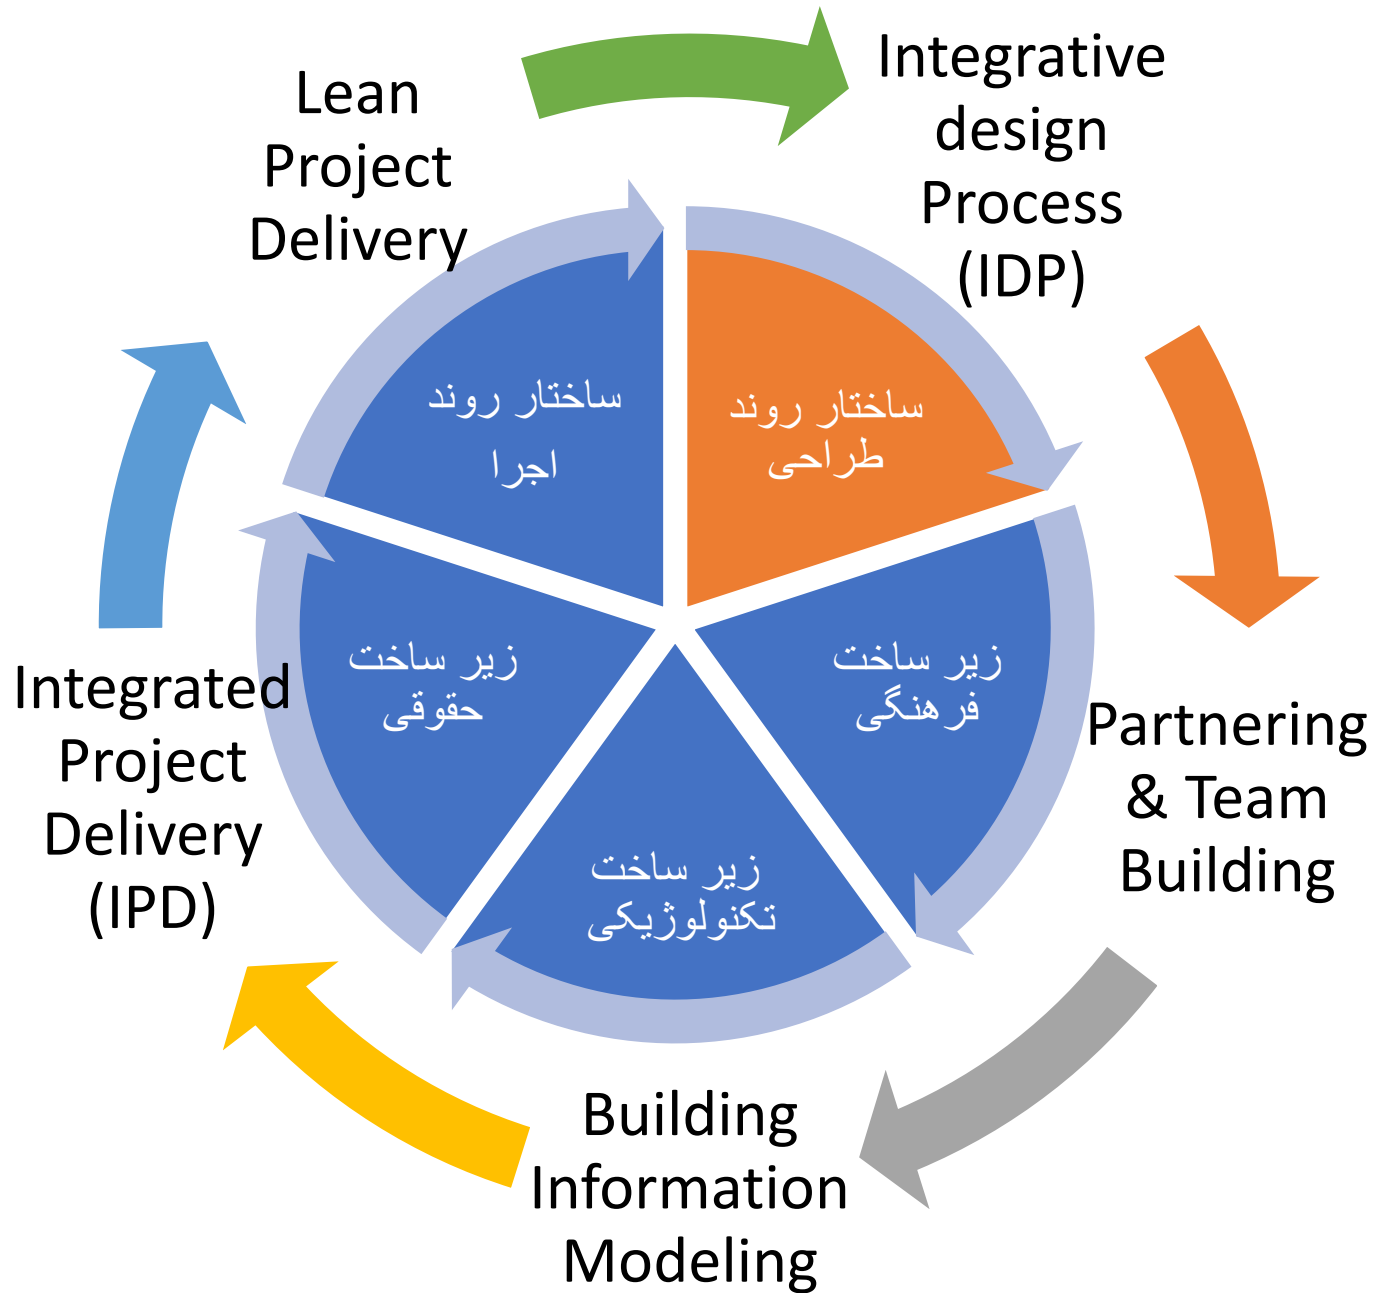 Integrative
design
Process
(IDP)
Partnering
& Team
Building
Building
Information
Modeling
Integrated
Project
Delivery
(IPD)
Lean
Project
Delivery
ساختار روند
طراحی
زیر ساخت
فرهنگی
زیر ساخت
تکنولوژیکی
زیر ساخت
حقوقی
ساختار روند
اجرا